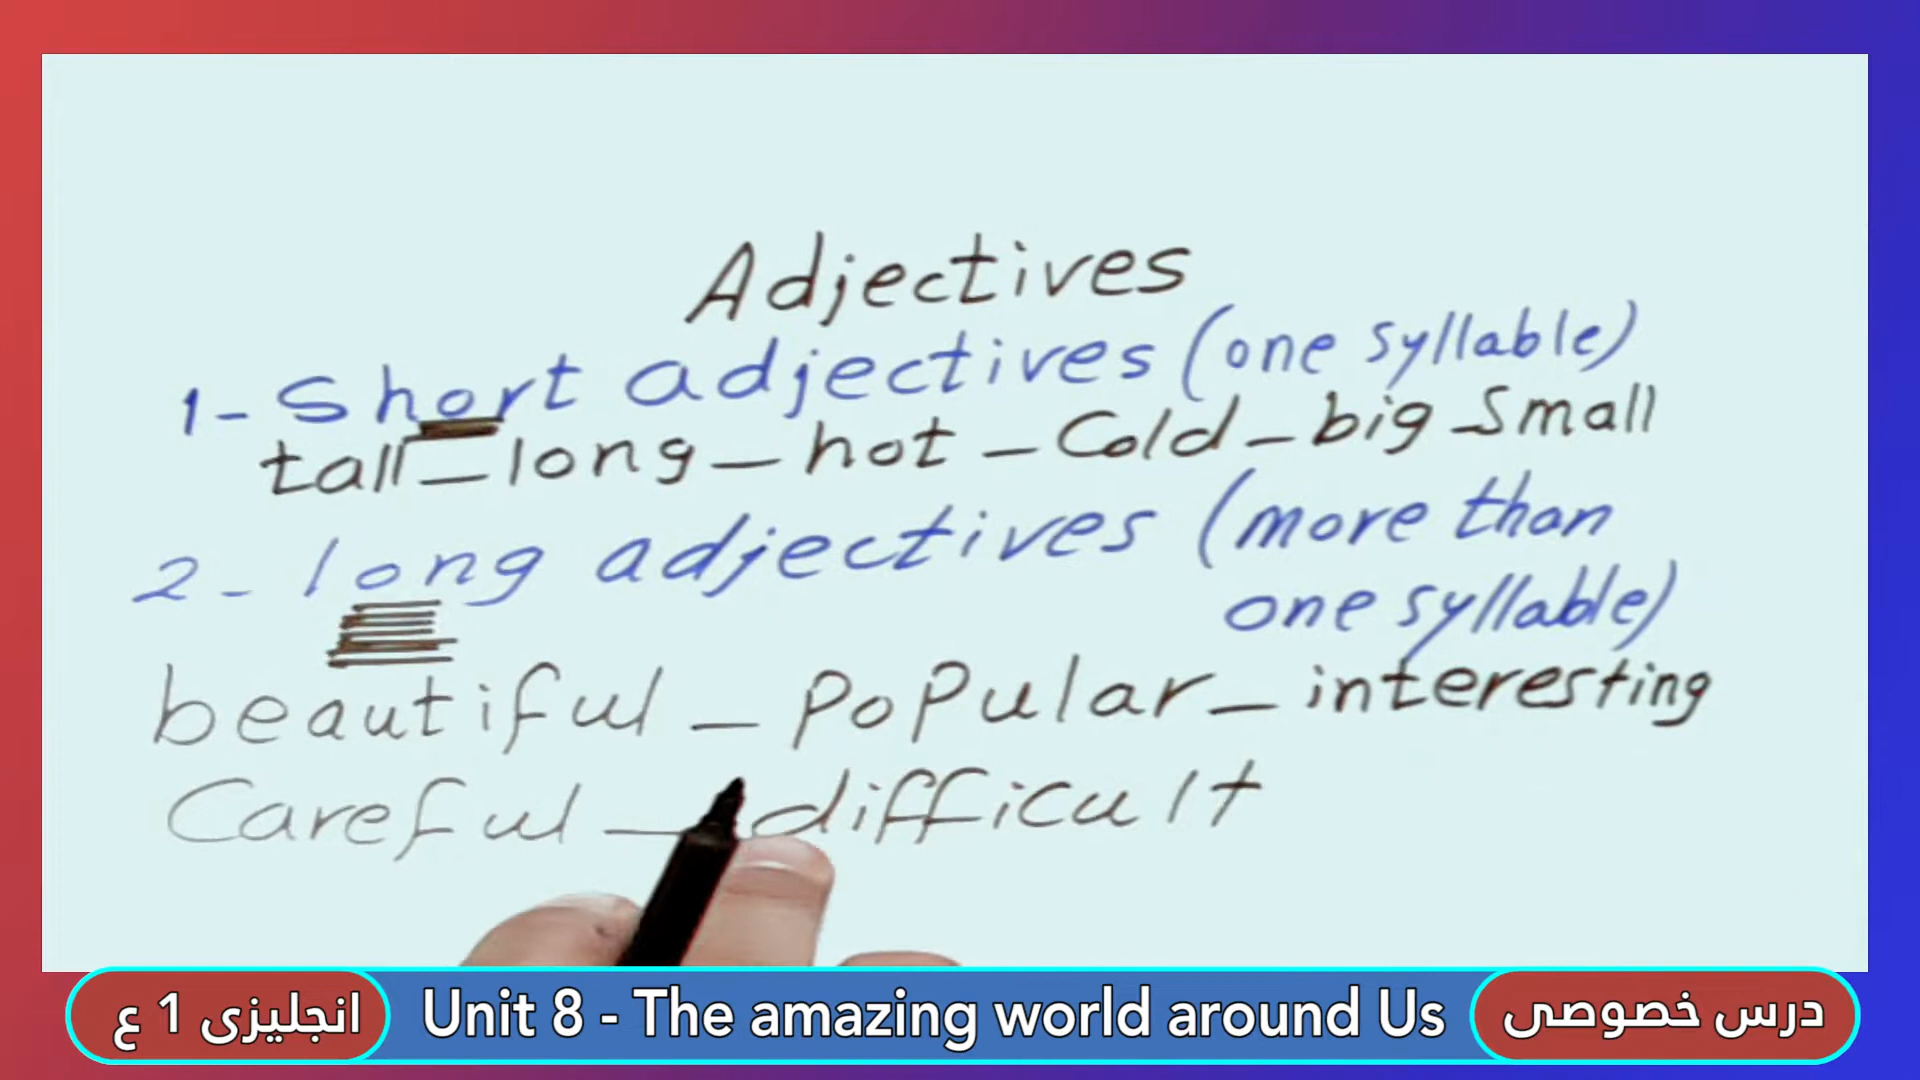 Adjectives
1- Short adjectives (one syllable)
tall _ long _ hot _ Cold _ big _ Small
2 - long adjectives (more than
one syllable)
beautiful _ PoPular _ interesting
Careful _ difficult
انجليزى 1 ع
Unit 8 - The amazing world around Us
درس خصوصى